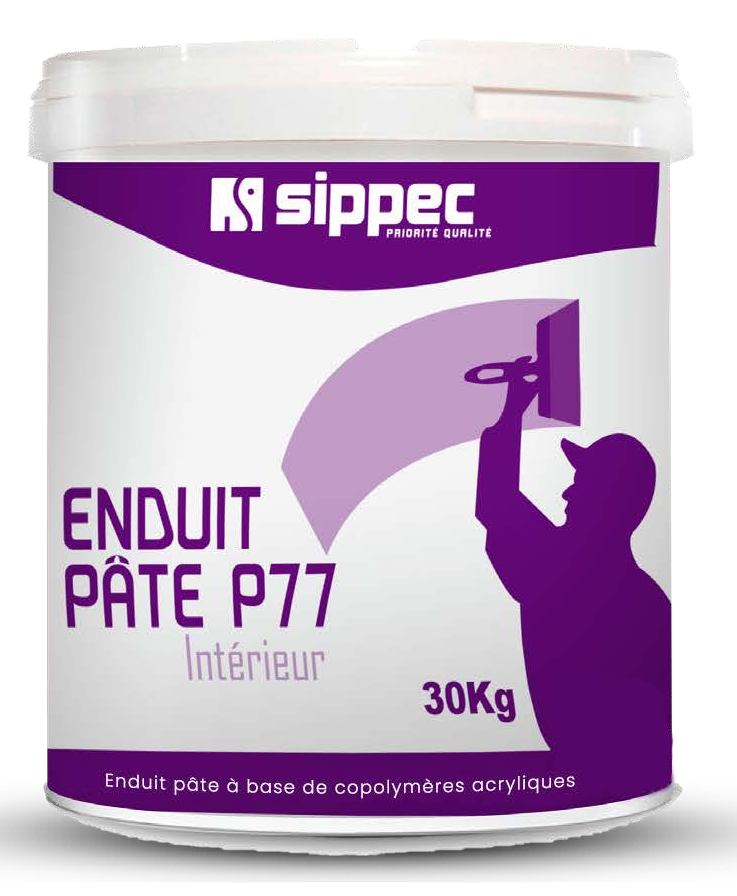 sippec
PRIORITÉ QUALITÉ
ENDUIT
PÂTE P77
Intérieur
30Kg
Enduit pâte à base de copolymères acryliques